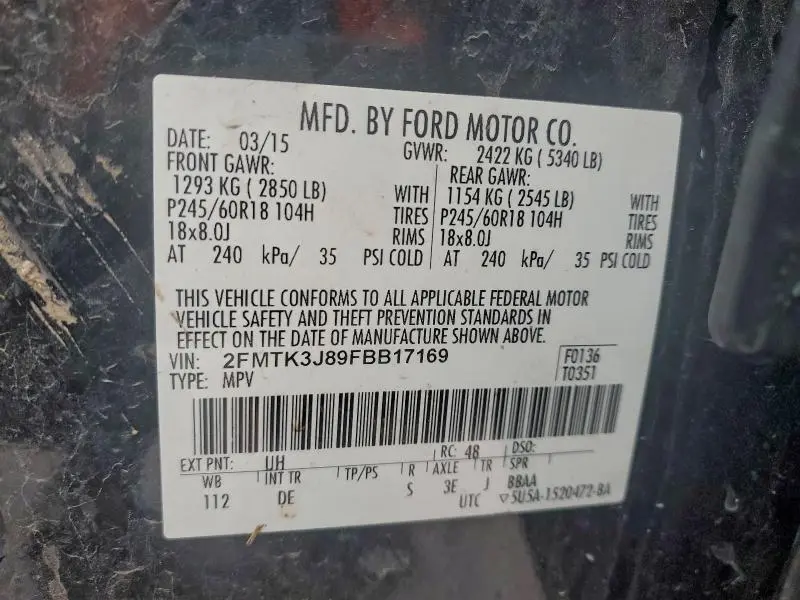 MFD. BY FORD MOTOR CO.
DATE: 03/15 GVWR: 2422 KG ( 5340 LB)
FRONT GAWR: REAR GAWR:
1293 KG ( 2850 LB) WITH 1154 KG ( 2545 LB) WITH
P245/60R18 104H TIRES P245/60R18 104H TIRES
18x8.0J RIMS 18x8.0J RIMS
AT 240 kPa/ 35 PSI COLD AT 240 kPa/ 35 PSI COLD
THIS VEHICLE CONFORMS TO ALL APPLICABLE FEDERAL MOTOR
VEHICLE SAFETY AND THEFT PREVENTION STANDARDS IN
EFFECT ON THE DATE OF MANUFACTURE SHOWN ABOVE.
VIN: 2FMTK3J89FBB17169 F0136
TYPE: MPV T0351
EXT PNT: UH RC: 48 DSO:
WB INT TR TP/PS R AXLE TR SPR
112 DE S 3E J BBAA
UTC ▽5U5A-1520472-BA